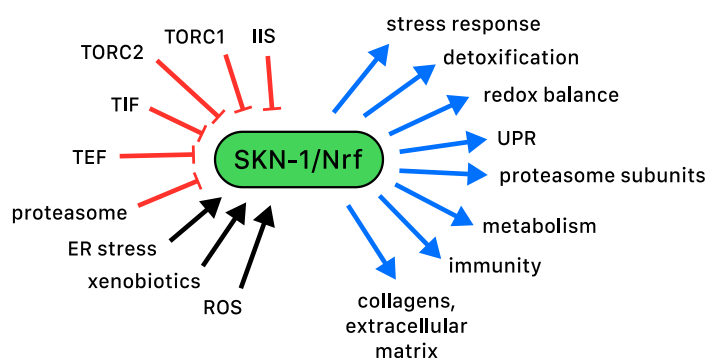 IIS
TORC1
TORC2
TIF
TEF
proteasome
ER stress
xenobiotics
ROS
SKN-1/Nrf
stress response
detoxification
redox balance
UPR
proteasome subunits
metabolism
immunity
collagens,
extracellular
matrix